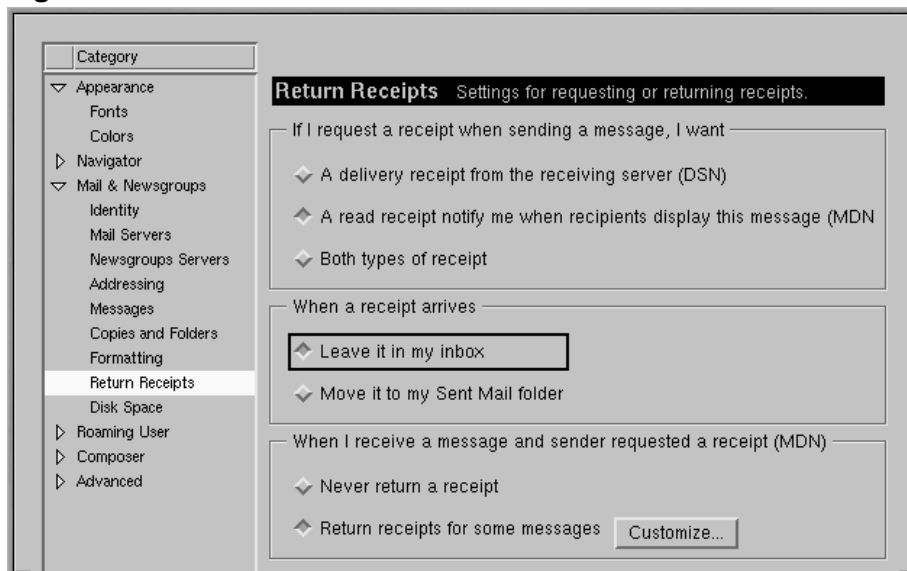 Category
Appearance
Fonts
Colors
Navigator
Mail & Newsgroups
Identity
Mail Servers
Newsgroups Servers
Addressing
Messages
Copies and Folders
Formatting
Return Receipts
Disk Space
Roaming User
Composer
Advanced
Return Receipts Settings for requesting or returning receipts.
If I request a receipt when sending a message, I want
A delivery receipt from the receiving server (DSN)
A read receipt notify me when recipients display this message (MDN
Both types of receipt
When a receipt arrives
Leave it in my inbox
Move it to my Sent Mail folder
When I receive a message and sender requested a receipt (MDN)
Never return a receipt
Return receipts for some messages Customize...